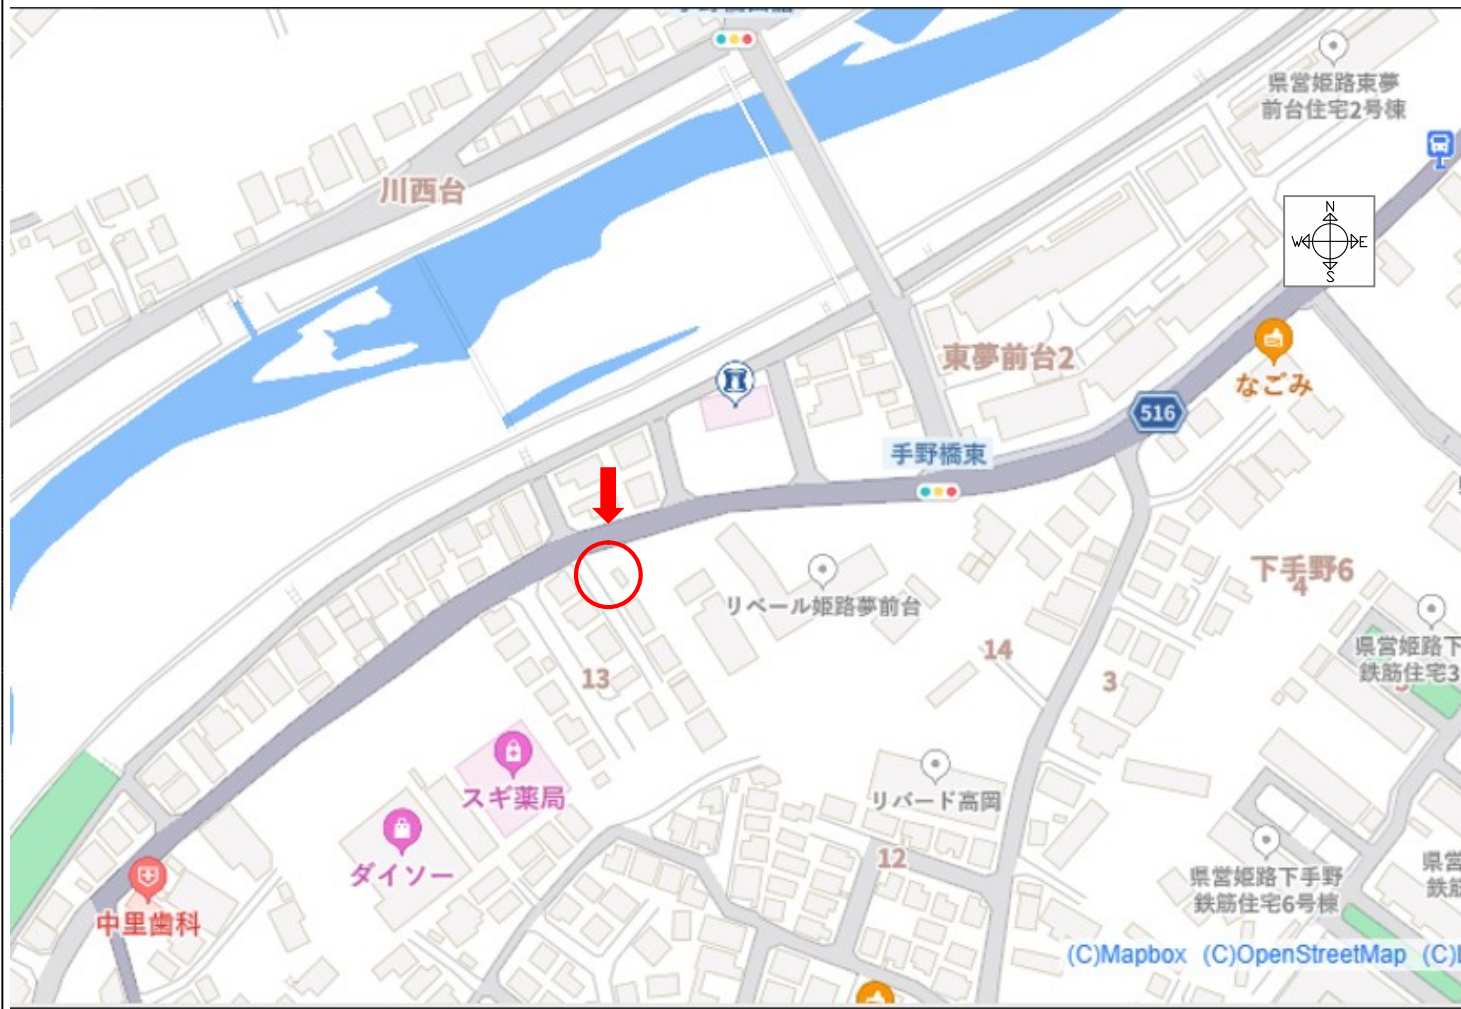 県営姫路東夢
前台住宅2号棟
川西台
N
W
E
S
東夢前台2
なごみ
516
手野橋東
下手野6
4
リベール姫路夢前台
県営姫路下
鉄筋住宅3
14
13
3
スギ薬局
リバード高岡
ダイソー
12
県営姫路下手野
鉄筋住宅6号棟
県営
中里歯科
(C)Mapbox (C)OpenStreetMap (C)